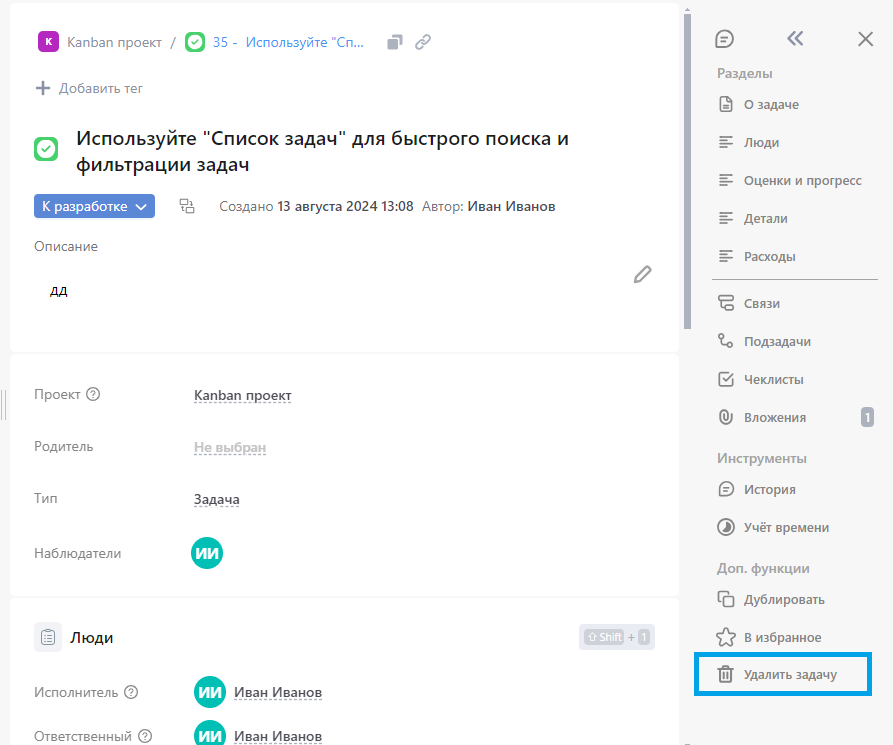 K Kanban проект / 35 - Используйте "Сп...
Добавить тег
Используйте "Список задач" для быстрого поиска и
фильтрации задач
К разработке Создано 13 августа 2024 13:08 Автор: Иван Иванов
Описание
дд
Проект ? Kanban проект
Родитель Не выбран
Тип Задача
Наблюдатели ИИ
Люди Shift + 1
Исполнитель ? ИИ Иван Иванов
Ответственный ? ИИ Иван Иванов
Разделы
О задаче
Люди
Оценки и прогресс
Детали
Расходы
Связи
Подзадачи
Чеклисты
Вложения 1
Инструменты
История
Учёт времени
Доп. функции
Дублировать
В избранное
Удалить задачу